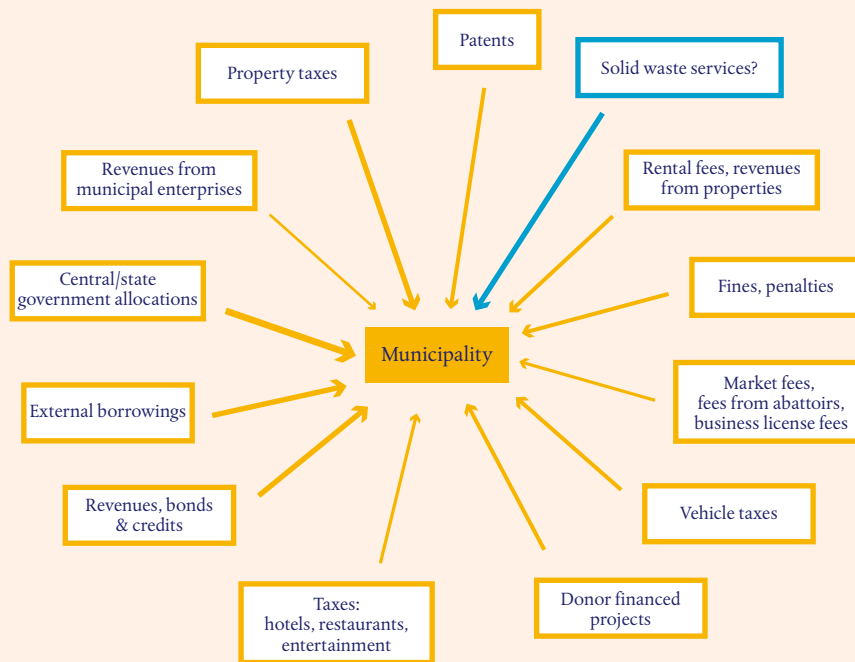 Patents
Solid waste services?
Property taxes
Revenues from
municipal enterprises
Rental fees, revenues
from properties
Central/state
government allocations
Fines, penalties
Municipality
Market fees,
fees from abattoirs,
business license fees
External borrowings
Revenues, bonds
& credits
Vehicle taxes
Taxes:
hotels, restaurants,
entertainment
Donor financed
projects